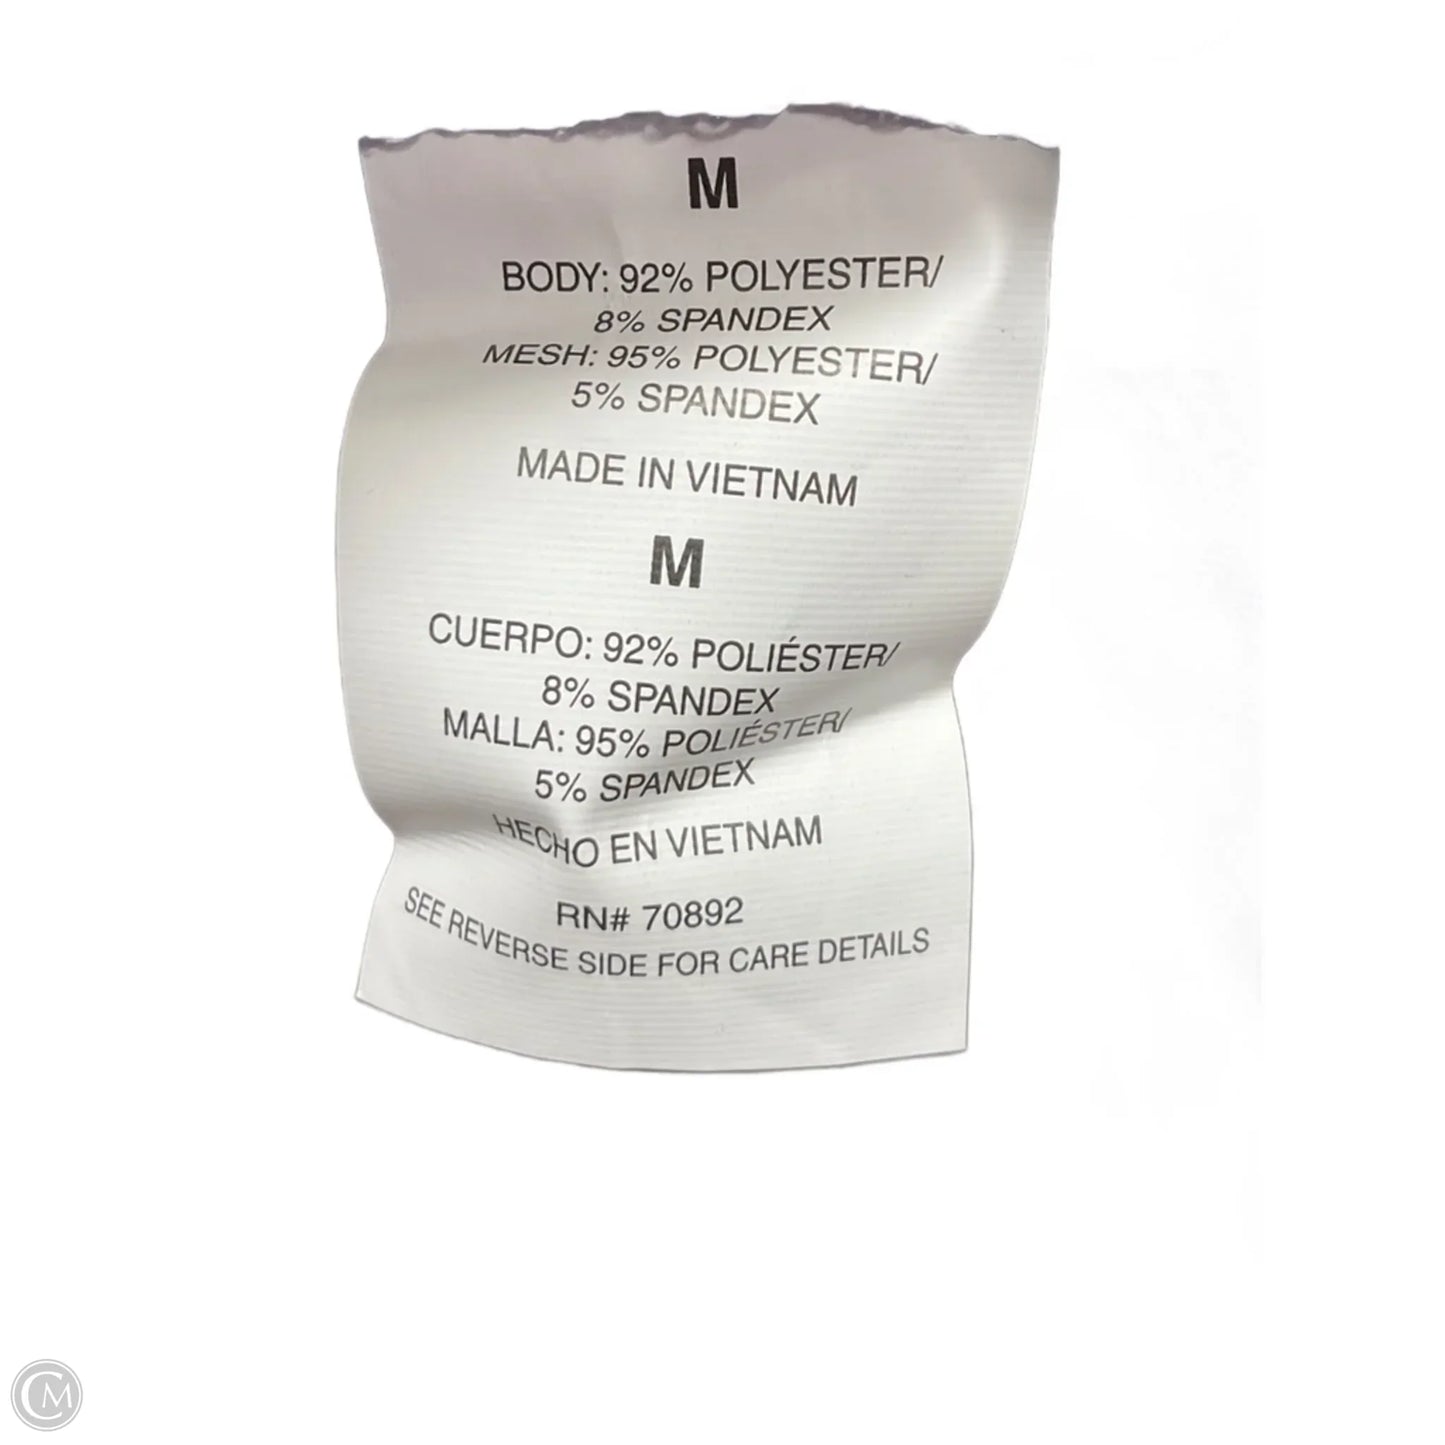 M
BODY: 92% POLYESTER/
8% SPANDEX
MESH: 95% POLYESTER/
5% SPANDEX
MADE IN VIETNAM
M
CUERPO: 92% POLIÉSTER/
8% SPANDEX
MALLA: 95% POLIÉSTER/
5% SPANDEX
HECHO EN VIETNAM
RN# 70892
SEE REVERSE SIDE FOR CARE DETAILS
CM